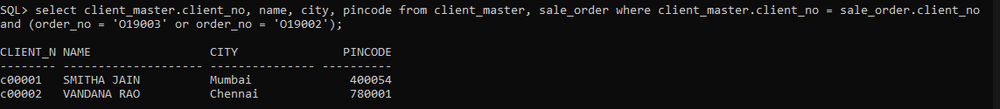 SQL> select client_master.client_no, name, city, pincode from client_master, sale_order where client_master.client_no = sale_order.client_no
and (order_no = 'O19003' or order_no = 'O19002');
CLIENT_N NAME                 CITY               PINCODE
-------- -------------------- --------------- ----------
c00001   SMITHA JAIN          Mumbai              400054
c00002   VANDANA RAO          Chennai             780001